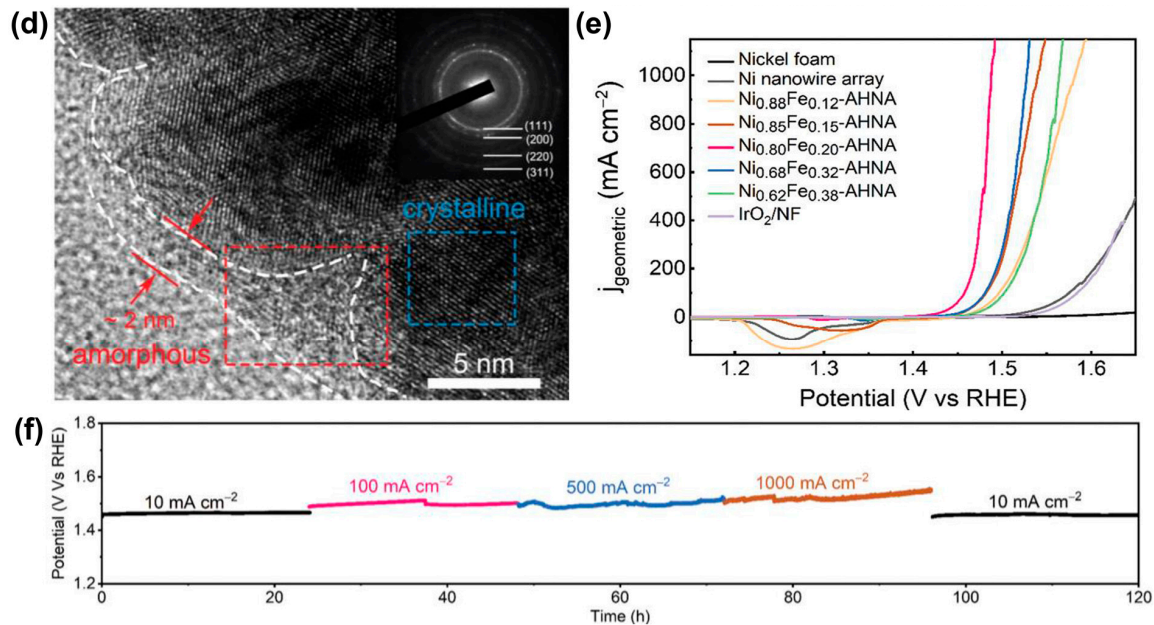 (d)
(111)
(200)
(220)
(311)
crystalline
~ 2 nm
amorphous
5 nm
(e)
1000
800
600
400
200
0
j_geometric (mA cm⁻²)
Nickel foam
Ni nanowire array
Ni0.88Fe0.12-AHNA
Ni0.85Fe0.15-AHNA
Ni0.80Fe0.20-AHNA
Ni0.68Fe0.32-AHNA
Ni0.62Fe0.38-AHNA
IrO₂/NF
1.2 1.3 1.4 1.5 1.6
Potential (V vs RHE)
(f)
Potential (V Vs RHE)
1.8
1.6
1.4
1.2
10 mA cm⁻²
100 mA cm⁻²
500 mA cm⁻²
1000 mA cm⁻²
10 mA cm⁻²
0 20 40 60 80 100 120
Time (h)